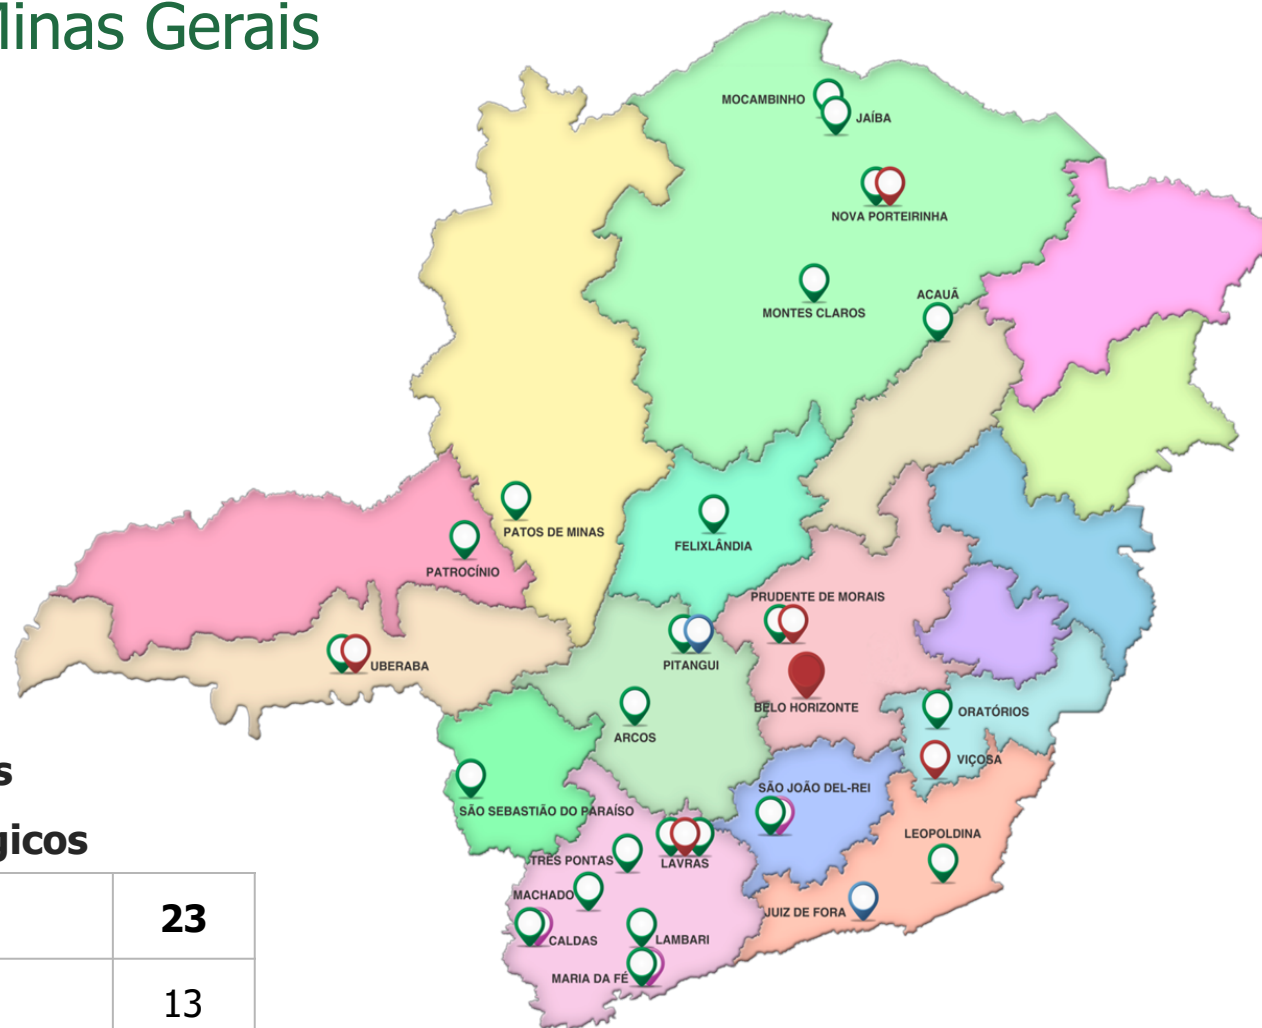 Minas Gerais
MOCAMBINHO
JAÍBA
NOVA PORTEIRINHA
MONTES CLAROS
ACAUÃ
PATOS DE MINAS
FELIXLÂNDIA
PATROCÍNIO
PRUDENTE DE MORAIS
PITANGUI
UBERABA
BELO HORIZONTE
ORATÓRIOS
ARCOS
VIÇOSA
SÃO JOÃO DEL-REI
SÃO SEBASTIÃO DO PARAÍSO
LEOPOLDINA
TRÊS PONTAS
LAVRAS
MACHADO
JUIZ DE FORA
CALDAS
LAMBARI
MARIA DA FÉ
s
gicos
23
13